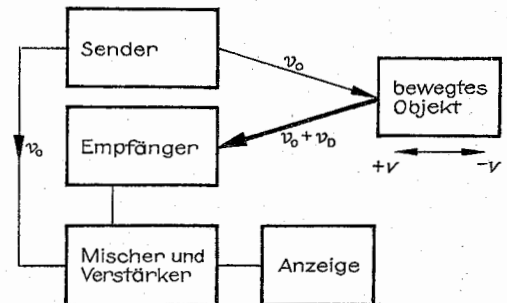 Sender
ν₀
bewegtes
Objekt
Empfänger
ν₀ + ν_D
+v
-v
ν₀
Mischer und
Verstärker
Anzeige